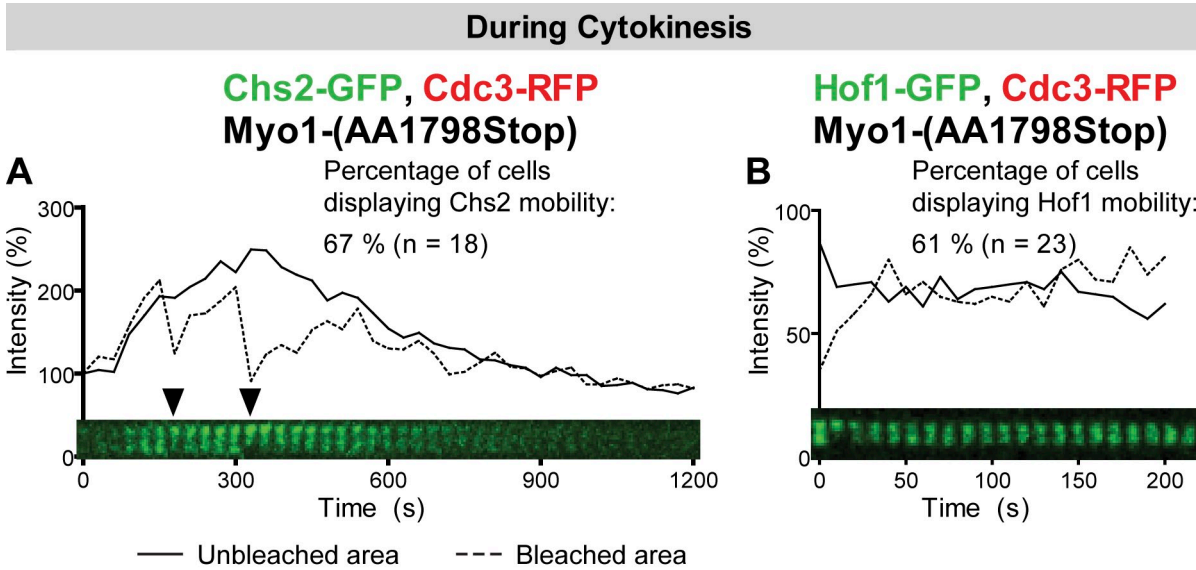 During Cytokinesis
Chs2-GFP, Cdc3-RFP
Myo1-(AA1798Stop)
A
Percentage of cells
displaying Chs2 mobility:
67 % (n = 18)
Intensity (%)
300
200
100
0
0
300
600
900
1200
Time (s)
Hof1-GFP, Cdc3-RFP
Myo1-(AA1798Stop)
B
Percentage of cells
displaying Hof1 mobility:
61 % (n = 23)
Intensity (%)
100
50
0
0
50
100
150
200
Time (s)
Unbleached area
Bleached area